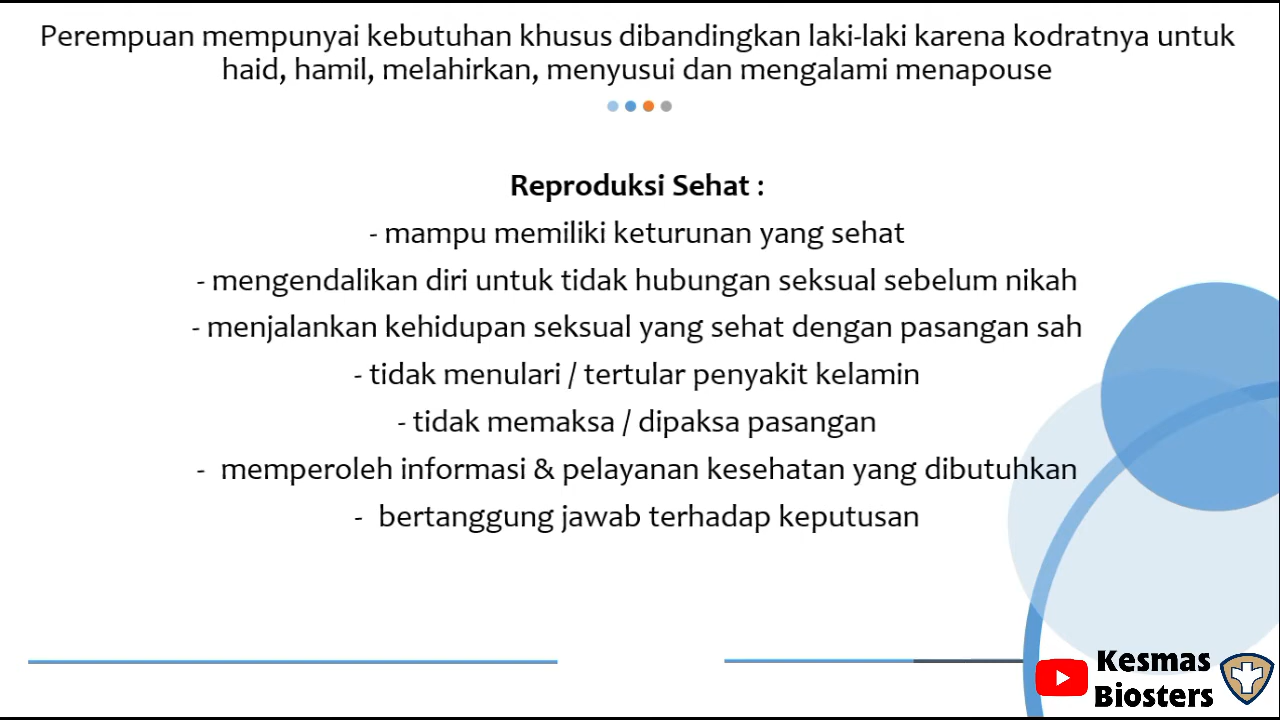 Perempuan mempunyai kebutuhan khusus dibandingkan laki-laki karena kodratnya untuk
haid, hamil, melahirkan, menyusui dan mengalami menapouse
Reproduksi Sehat :
- mampu memiliki keturunan yang sehat
- mengendalikan diri untuk tidak hubungan seksual sebelum nikah
- menjalankan kehidupan seksual yang sehat dengan pasangan sah
- tidak menulari / tertular penyakit kelamin
- tidak memaksa / dipaksa pasangan
- memperoleh informasi & pelayanan kesehatan yang dibutuhkan
- bertanggung jawab terhadap keputusan
Kesmas
Biosters